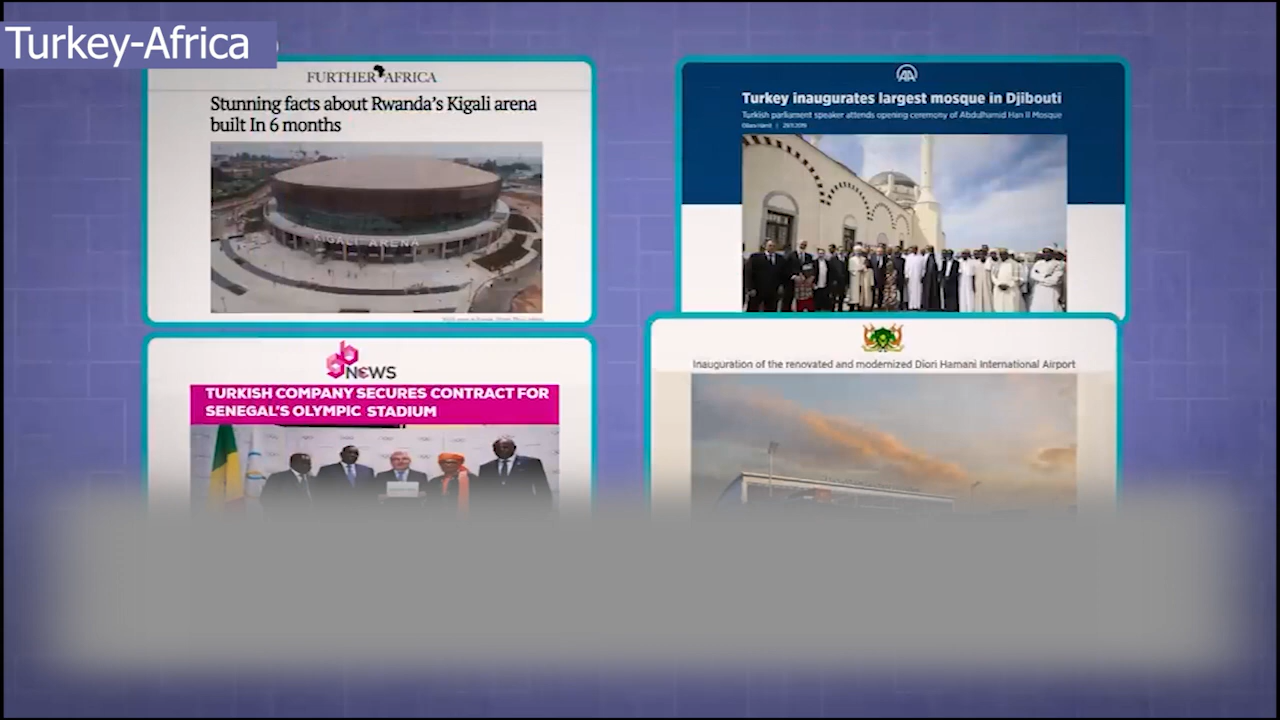 Turkey-Africa
FURTHER AFRICA
Stunning facts about Rwanda's Kigali arena
built In 6 months
KIGALI ARENA
AA
Turkey inaugurates largest mosque in Djibouti
Turkish parliament speaker attends opening ceremony of Abdulhamid Han II Mosque
NEWS
TURKISH COMPANY SECURES CONTRACT FOR
SENEGAL'S OLYMPIC STADIUM
Inauguration of the renovated and modernized Diori Hamani International Airport